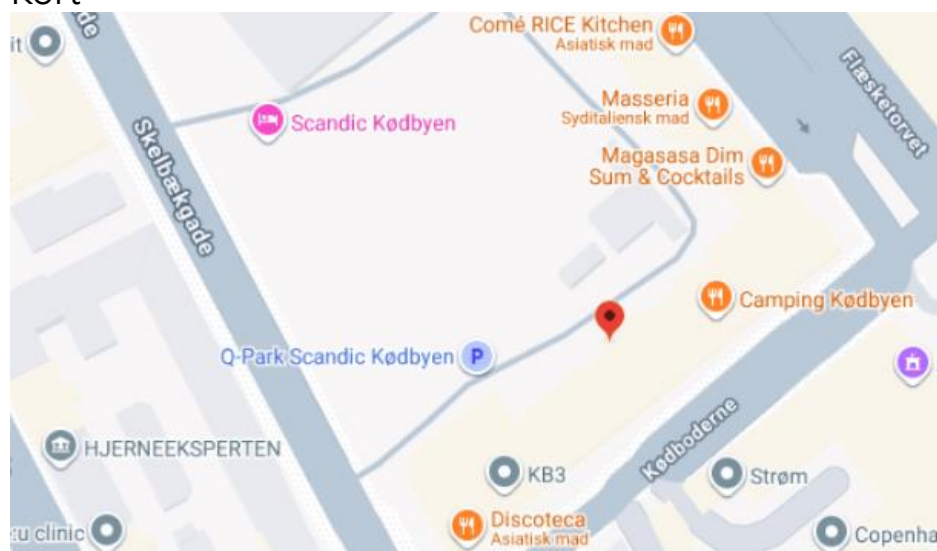 Kort
Comé RICE Kitchen
Asiatisk mad
Flæsketorvet
Masseria
Syditaliensk mad
Scandic Kødbyen
Skelbækgade
Magasasa Dim
Sum & Cocktails
Camping Kødbyen
Q-Park Scandic Kødbyen
P
Kødboderne
HJERNEEKSPERTEN
KB3
Strøm
Discoteca
Asiatisk mad
clinic